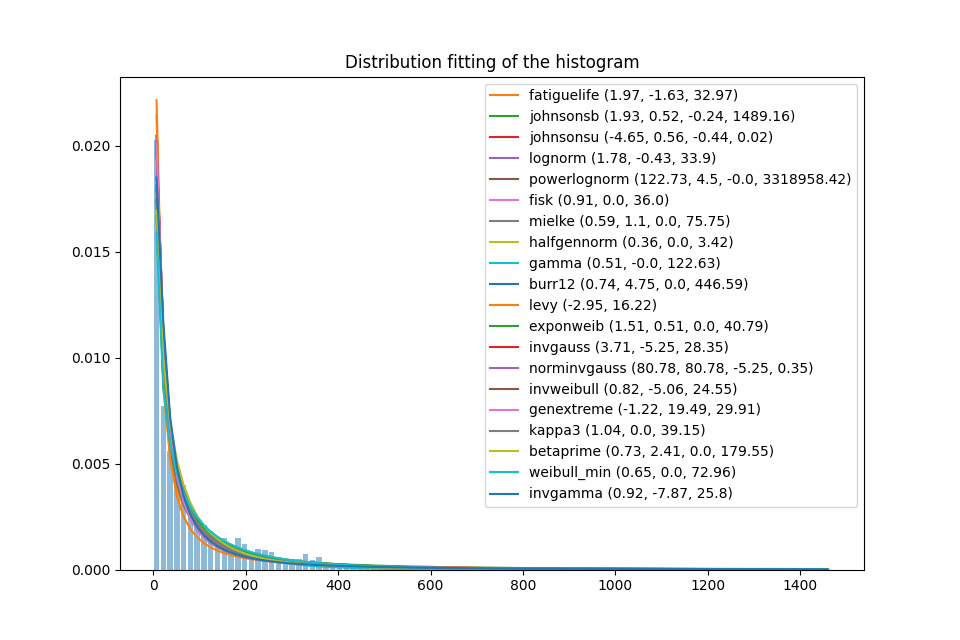 Distribution fitting of the histogram
fatiguelife (1.97, -1.63, 32.97)
johnsonsb (1.93, 0.52, -0.24, 1489.16)
johnsonsu (-4.65, 0.56, -0.44, 0.02)
lognorm (1.78, -0.43, 33.9)
powerlognorm (122.73, 4.5, -0.0, 3318958.42)
fisk (0.91, 0.0, 36.0)
mielke (0.59, 1.1, 0.0, 75.75)
halfgennorm (0.36, 0.0, 3.42)
gamma (0.51, -0.0, 122.63)
burr12 (0.74, 4.75, 0.0, 446.59)
levy (-2.95, 16.22)
exponweib (1.51, 0.51, 0.0, 40.79)
invgauss (3.71, -5.25, 28.35)
norminvgauss (80.78, 80.78, -5.25, 0.35)
invweibull (0.82, -5.06, 24.55)
genextreme (-1.22, 19.49, 29.91)
kappa3 (1.04, 0.0, 39.15)
betaprime (0.73, 2.41, 0.0, 179.55)
weibull_min (0.65, 0.0, 72.96)
invgamma (0.92, -7.87, 25.8)
0.020
0.015
0.010
0.005
0.000
0 200 400 600 800 1000 1200 1400